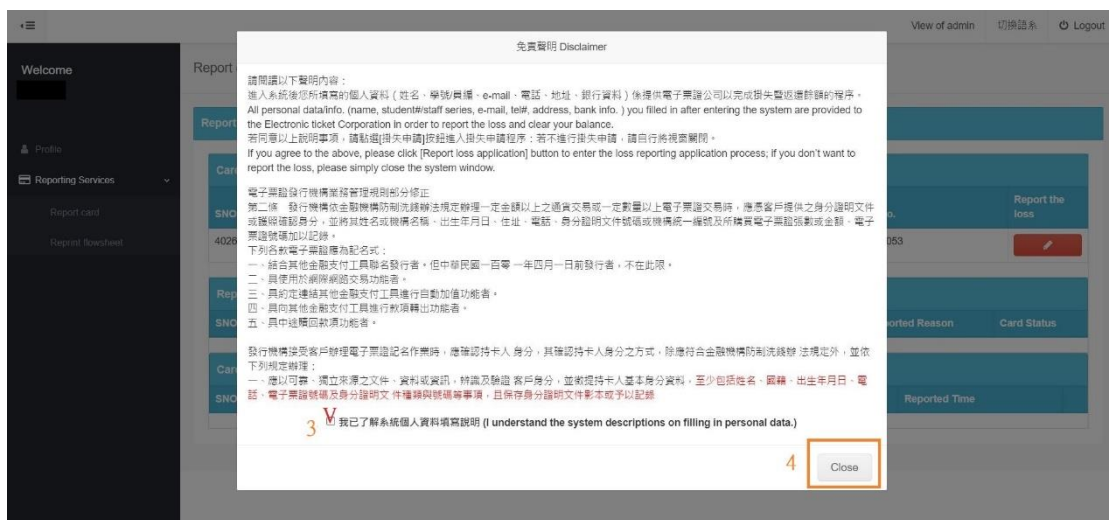 View of admin 切換語系 Logout
免責聲明 Disclaimer
Welcome
Report
請閱讀以下聲明內容：
進入系統後您所填寫的個人資料（姓名、學號/員編、e-mail、電話、地址、銀行資料）係提供電子票證公司以完成掛失暨返還餘額的程序。
All personal data/info. (name, student#/staff series, e-mail, tel#, address, bank info. ) you filled in after entering the system are provided to
the Electronic ticket Corporation in order to report the loss and clear your balance.
Report
若同意以上說明事項，請點選[掛失申請]按鈕進入掛失申請程序；若不進行掛失申請，請自行將視窗關閉。
Profile
If you agree to the above, please click [Report loss application] button to enter the loss reporting application process; if you don't want to
report the loss, please simply close the system window.
Card
Reporting Services
電子票證發行機構業務管理規則部分修正
第二條 發行機構依金融機構防制洗錢辦法規定辦理一定金額以上之通貨交易或一定數量以上電子票證交易時，應憑客戶提供之身分證明文件
或護照確認身分，並將其姓名或機構名稱、出生年月日、住址、電話、身分證明文件號碼或機構統一編號及所購買電子票證張數或金額、電子
票證號碼加以記錄。
Report card
SNO
o.
Report the
loss
Reprint flowsheet
4026
053
下列各款電子票證應為記名式：
一、結合其他金融支付工具聯名發行者。但中華民國一百零 一年四月一日前發行者，不在此限。
二、具使用於網際網路交易功能者。
三、具約定連結其他金融支付工具進行自動加值功能者。
四、具向其他金融支付工具進行款項轉出功能者。
五、具中途贖回款項功能者。
Rep
SNO
orted Reason
Card Status
發行機構接受客戶辦理電子票證記名作業時，應確認持卡人 身分，其確認持卡人身分之方式，除應符合金融機構防制洗錢辦 法規定外，並依
下列規定辦理：
Car
一、應以可靠、獨立來源之文件、資料或資訊，辨識及驗證 客戶身分，並徵提持卡人基本身分資料，至少包括姓名、國籍、出生年月日、電
話、電子票證號碼及身分證明文 件種類與號碼等事項，且保存身分證明文件影本或予以記錄
SNO
Reported Time
3 V 我已了解系統個人資料填寫說明 (I understand the system descriptions on filling in personal data.)
4 Close